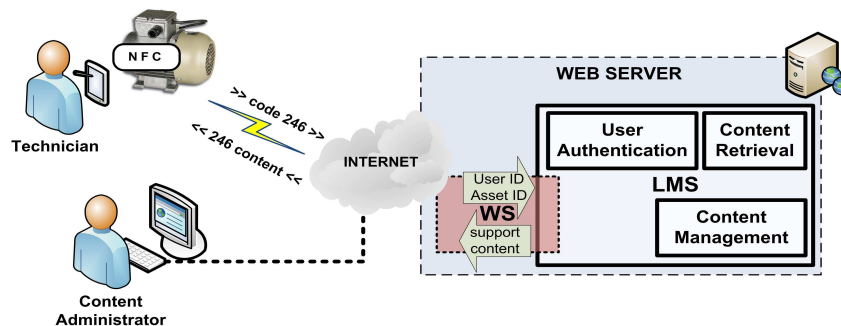 N F C
Technician
>> code 246 >>
<< 246 content <<
INTERNET
Content
Administrator
WEB SERVER
User
Authentication
Content
Retrieval
LMS
Content
Management
User ID
Asset ID
WS
support
content